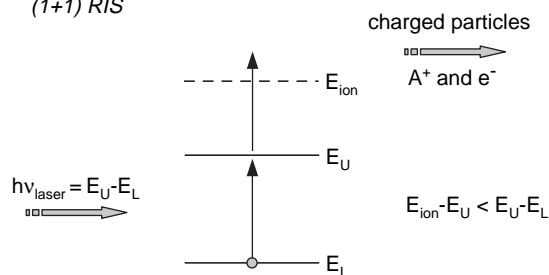 (1+1) RIS
charged particles
A⁺ and e⁻
E_ion
E_U
hν_laser = E_U-E_L
E_ion-E_U < E_U-E_L
E_L